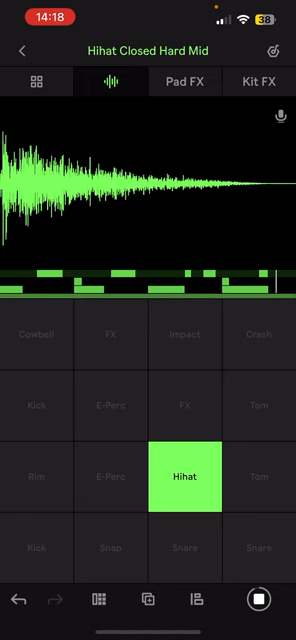 14:18
38
Hihat Closed Hard Mid
Pad FX
Kit FX
Cowbell FX Impact Crash
Kick E-Perc FX Tom
Rim E-Perc Hihat Tom
Kick Snap Snare Snare